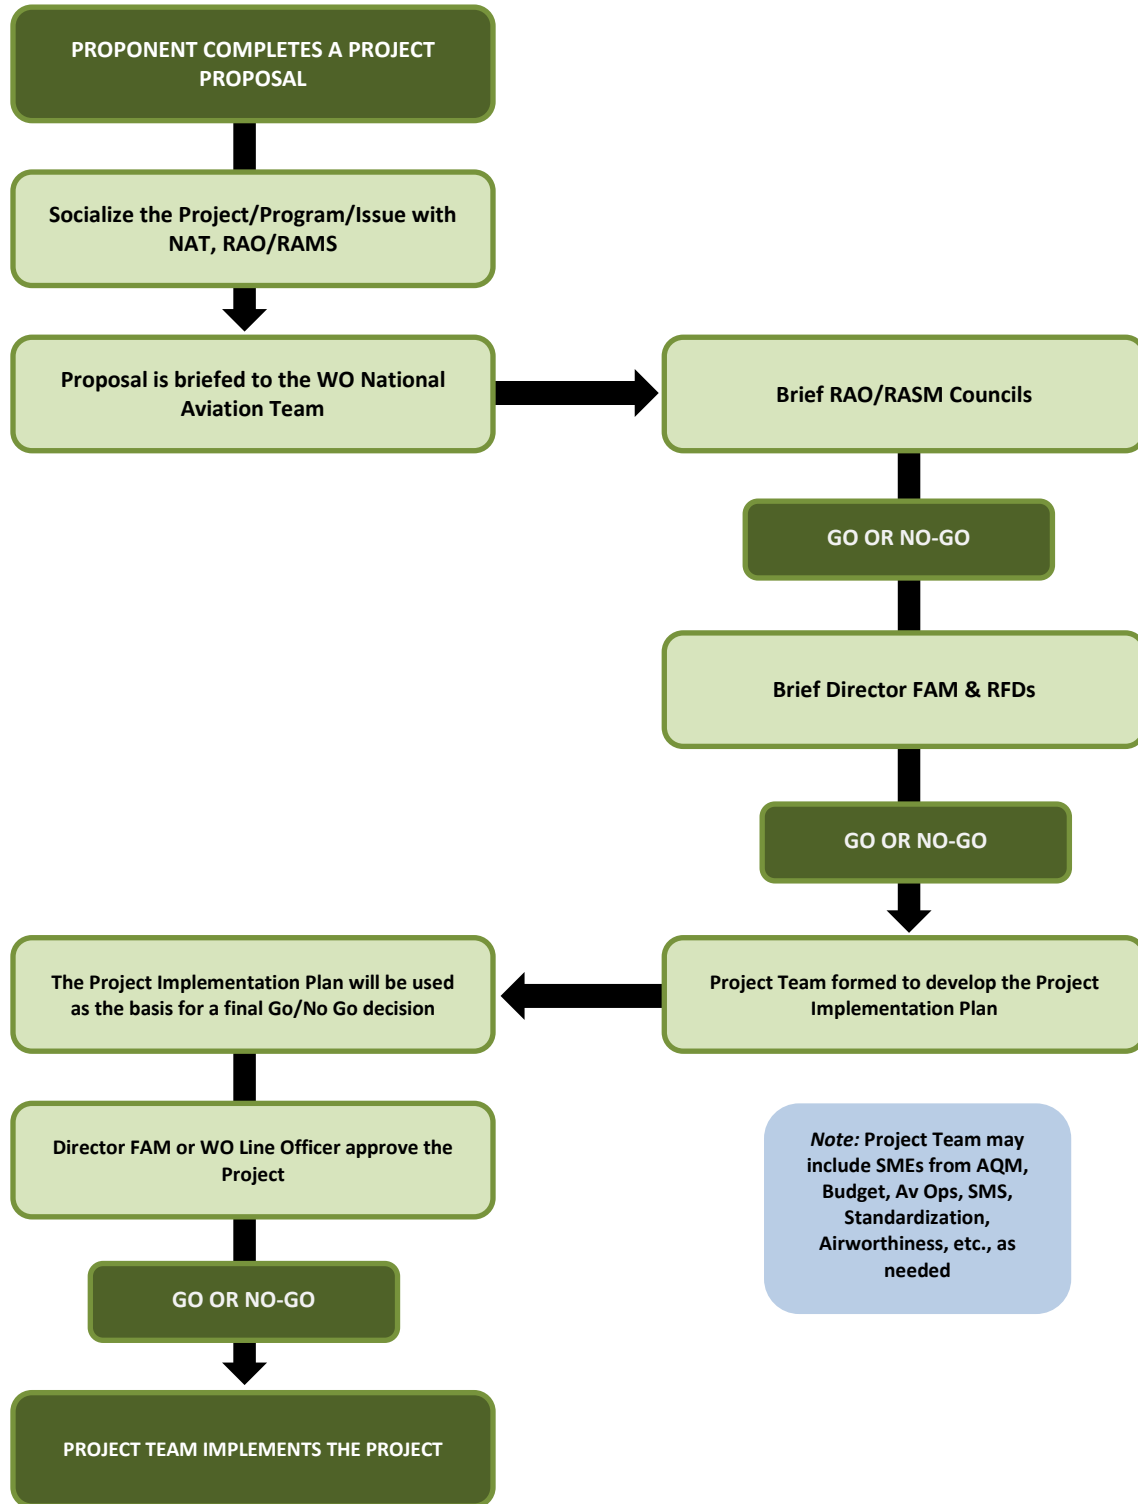 PROPONENT COMPLETES A PROJECT
PROPOSAL
Socialize the Project/Program/Issue with
NAT, RAO/RAMS
Proposal is briefed to the WO National
Aviation Team
Brief RAO/RASM Councils
GO OR NO-GO
Brief Director FAM & RFDs
GO OR NO-GO
Project Team formed to develop the Project
Implementation Plan
The Project Implementation Plan will be used
as the basis for a final Go/No Go decision
Director FAM or WO Line Officer approve the
Project
Note: Project Team may
include SMEs from AQM,
Budget, Av Ops, SMS,
Standardization,
Airworthiness, etc., as
needed
GO OR NO-GO
PROJECT TEAM IMPLEMENTS THE PROJECT